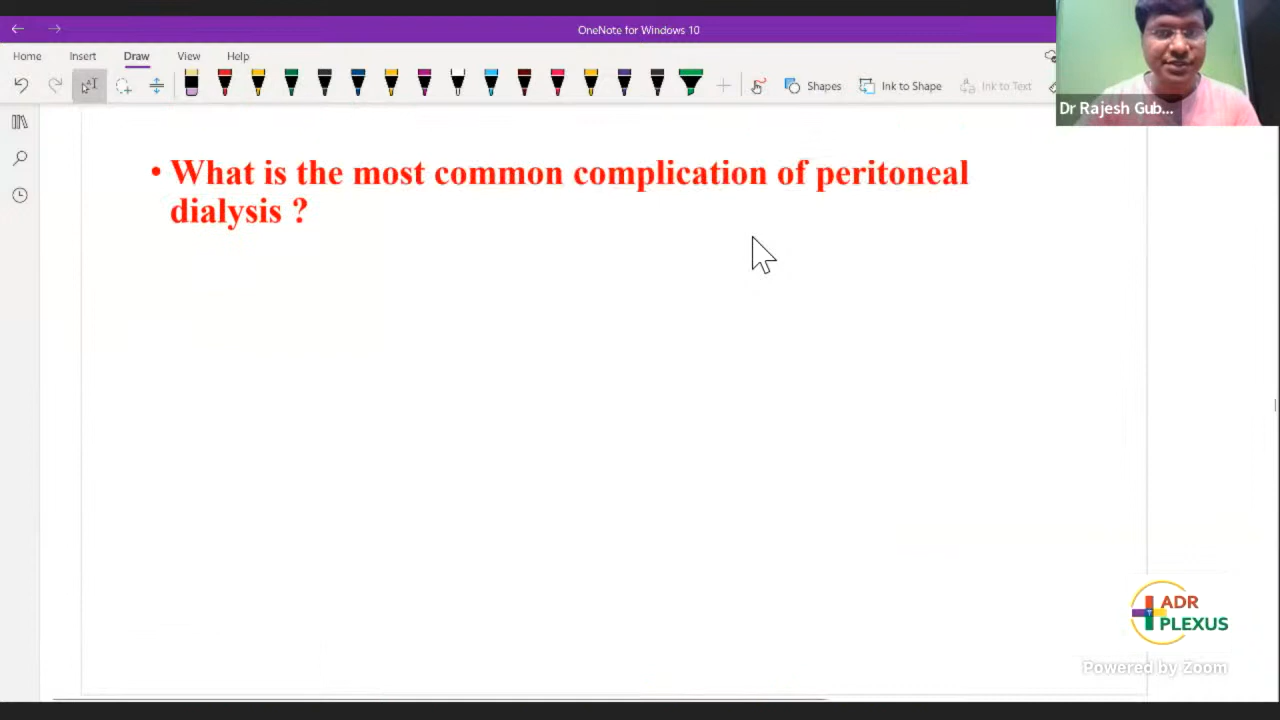 OneNote for Windows 10
Home Insert Draw View Help
Shapes Ink to Shape Ink to Text
Dr Rajesh Gub...
• What is the most common complication of peritoneal
dialysis ?
ADR
PLEXUS
Powered by Zoom